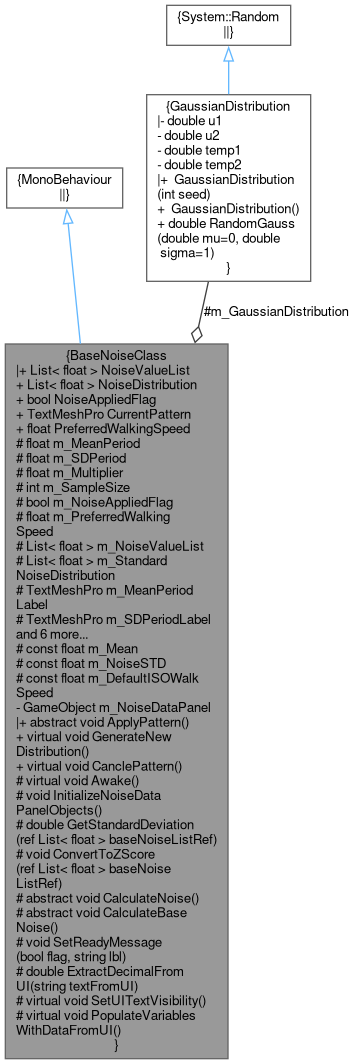 {System::Random
||}
{GaussianDistribution
|- double u1
- double u2
- double temp1
- double temp2
|+  GaussianDistribution
(int seed)
+  GaussianDistribution()
+ double RandomGauss
(double mu=0, double
 sigma=1)
}
{MonoBehaviour
||}
#m_GaussianDistribution
{BaseNoiseClass
|+ List< float > NoiseValueList
+ List< float > NoiseDistribution
+ bool NoiseAppliedFlag
+ TextMeshPro CurrentPattern
+ float PreferredWalkingSpeed
# float m_MeanPeriod
# float m_SDPeriod
# float m_Multiplier
# int m_SampleSize
# bool m_NoiseAppliedFlag
# float m_PreferredWalking
Speed
# List< float > m_NoiseValueList
# List< float > m_Standard
NoiseDistribution
# TextMeshPro m_MeanPeriod
Label
# TextMeshPro m_SDPeriodLabel
and 6 more...
# const float m_Mean
# const float m_NoiseSTD
# const float m_DefaultISOWalk
Speed
- GameObject m_NoiseDataPanel
|+ abstract void ApplyPattern()
+ virtual void GenerateNew
Distribution()
+ virtual void CanclePattern()
# virtual void Awake()
# void InitializeNoiseData
PanelObjects()
# double GetStandardDeviation
(ref List< float > baseNoiseListRef)
# void ConvertToZScore
(ref List< float > baseNoise
ListRef)
# abstract void CalculateNoise()
# abstract void CalculateBase
Noise()
# void SetReadyMessage
(bool flag, string lbl)
# double ExtractDecimalFrom
UI(string textFromUI)
# virtual void SetUITextVisibility()
# virtual void PopulateVariables
WithDataFromUI()
}